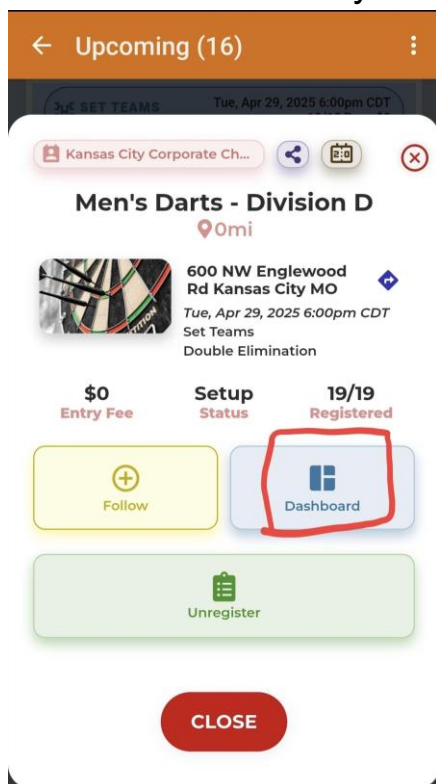 Upcoming (16)
SET TEAMS
Tue, Apr 29, 2025 6:00pm CDT
Kansas City Corporate Ch...
2:0
Men's Darts - Division D
0mi
600 NW Englewood
Rd Kansas City MO
Tue, Apr 29, 2025 6:00pm CDT
Set Teams
Double Elimination
$0
Entry Fee
Setup
Status
19/19
Registered
Follow
Dashboard
Unregister
CLOSE